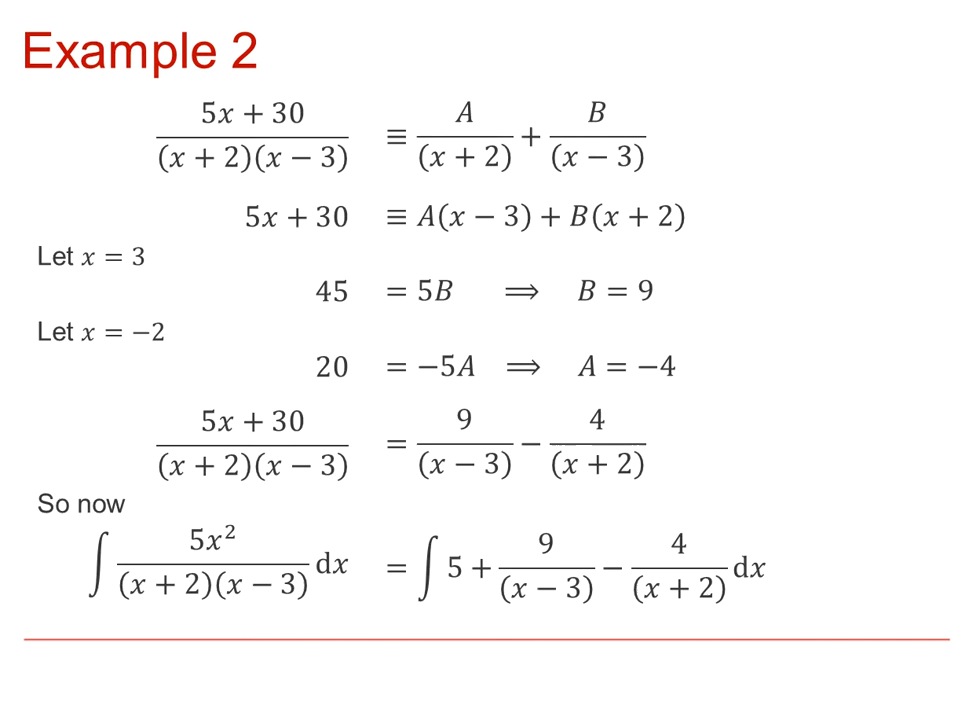 Example 2
(5x + 30)/((x + 2)(x − 3)) ≡ A/(x + 2) + B/(x − 3)
5x + 30 ≡ A(x − 3) + B(x + 2)
Let x = 3
45 = 5B ⟹ B = 9
Let x = −2
20 = −5A ⟹ A = −4
(5x + 30)/((x + 2)(x − 3)) = 9/(x − 3) − 4/(x + 2)
So now
∫ 5x²/((x + 2)(x − 3)) dx = ∫ 5 + 9/(x − 3) − 4/(x + 2) dx